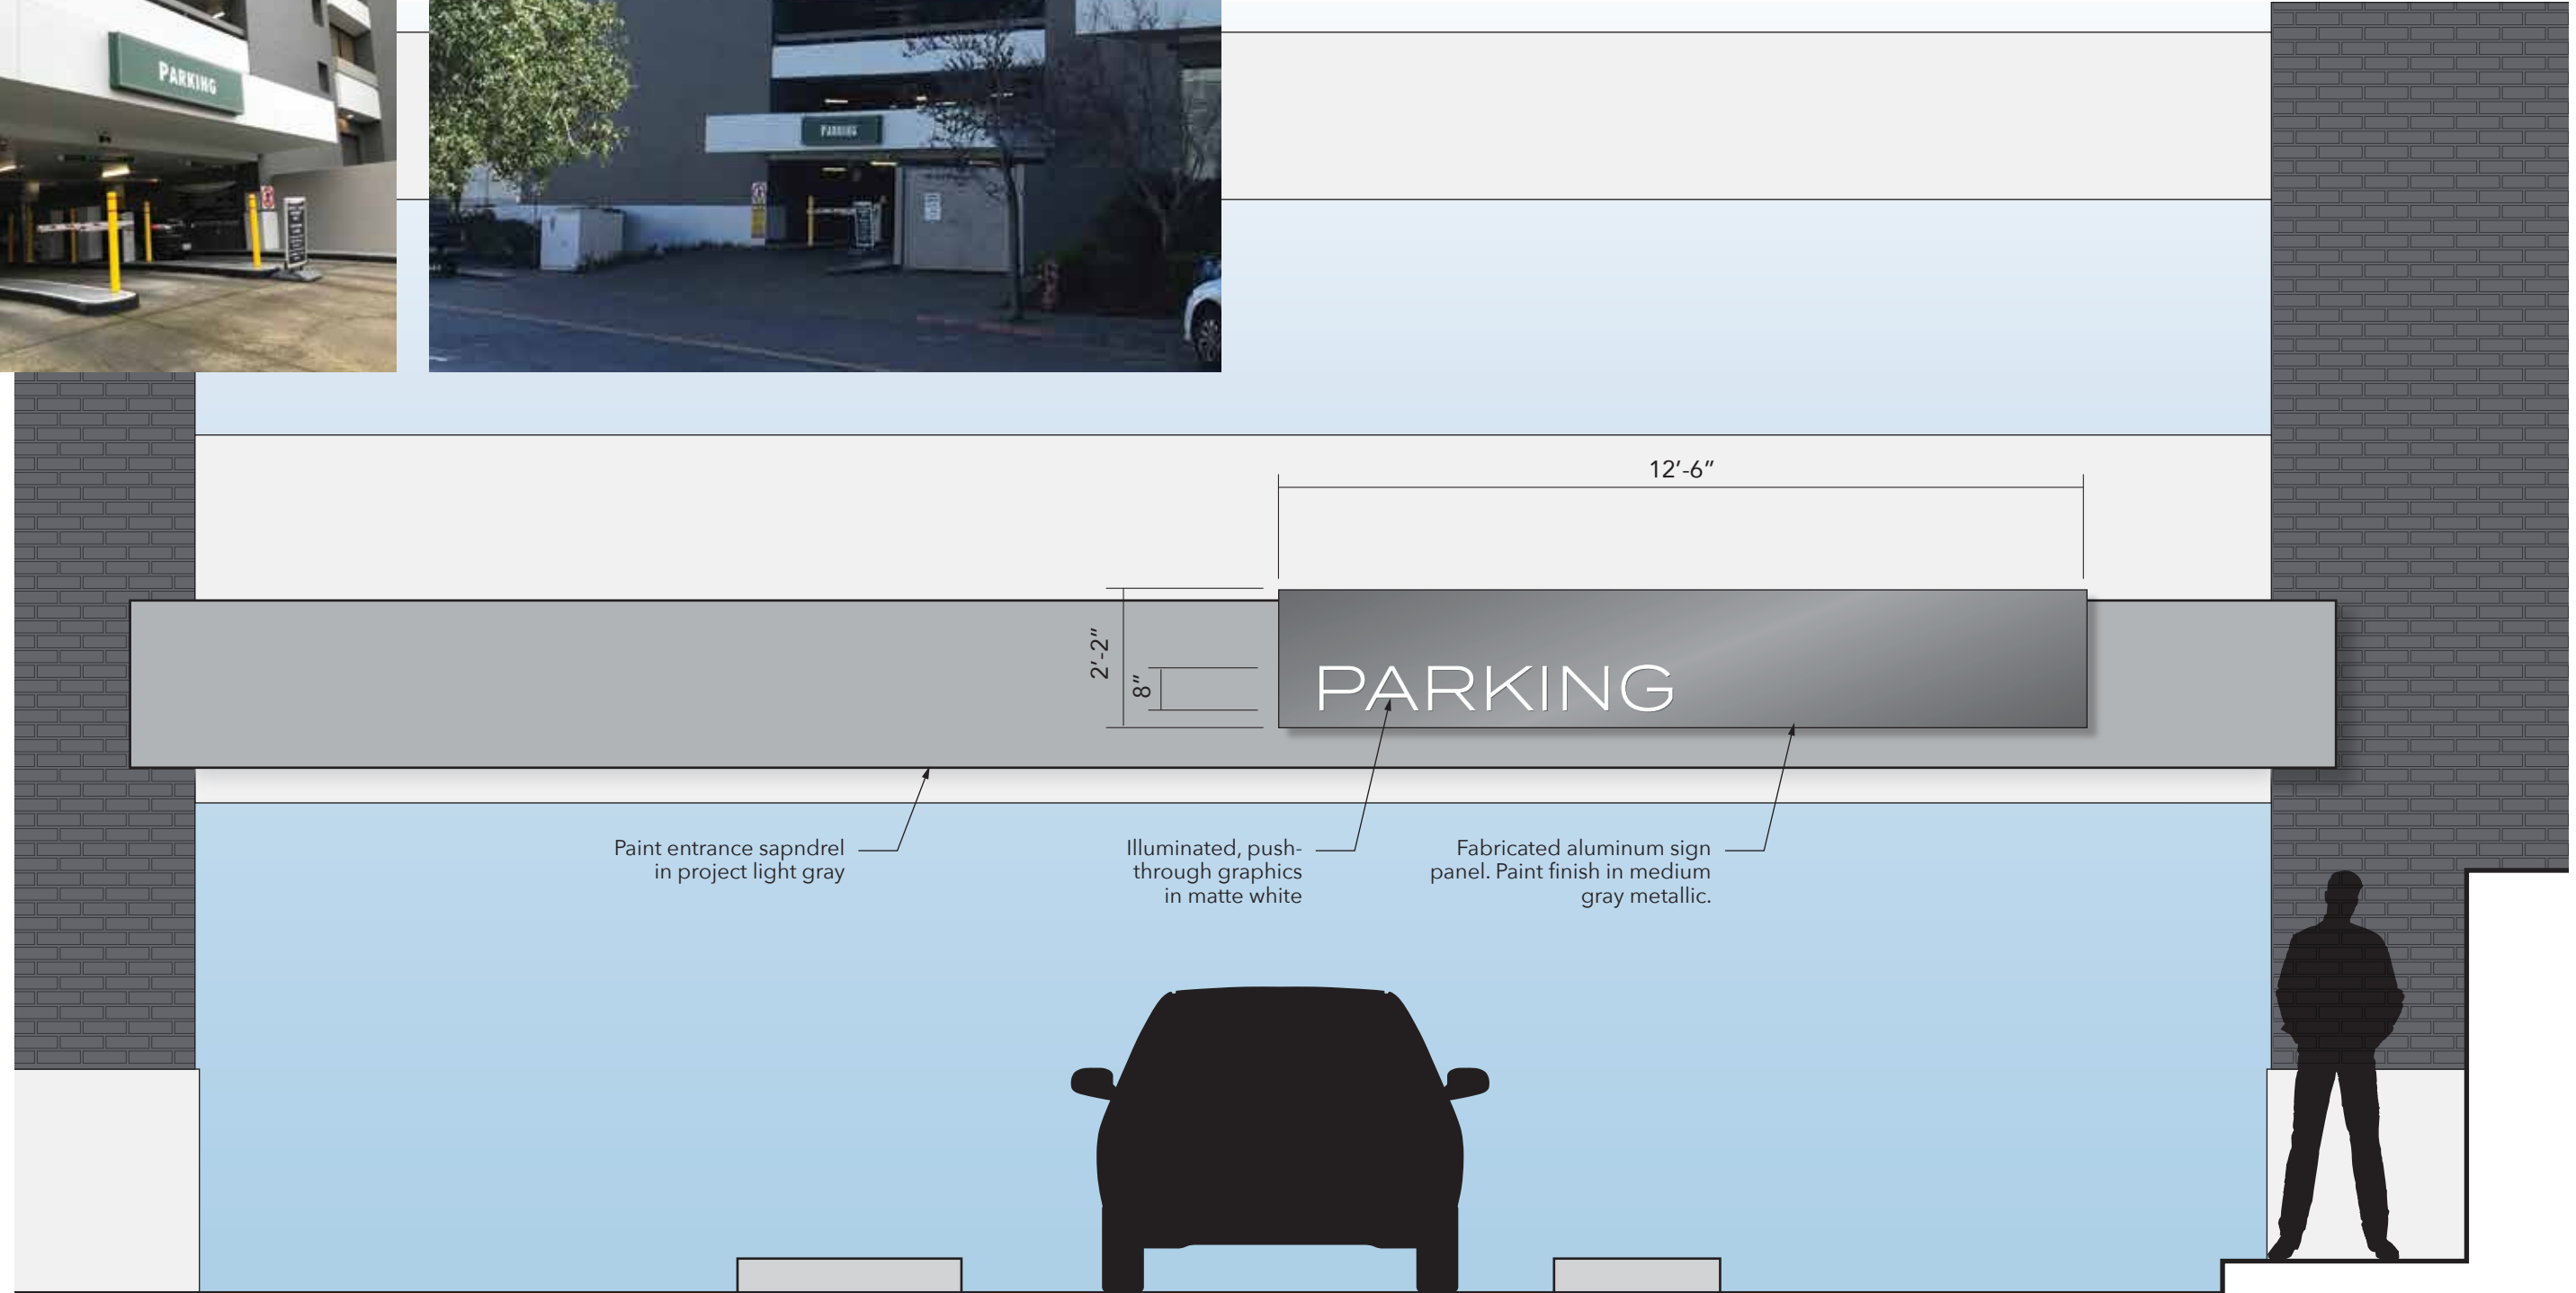 PARKING
PARKING
12'-6"
2'-2"
8"
PARKING
Paint entrance sapndrel
in project light gray
Illuminated, push-
through graphics
in matte white
Fabricated aluminum sign
panel. Paint finish in medium
gray metallic.